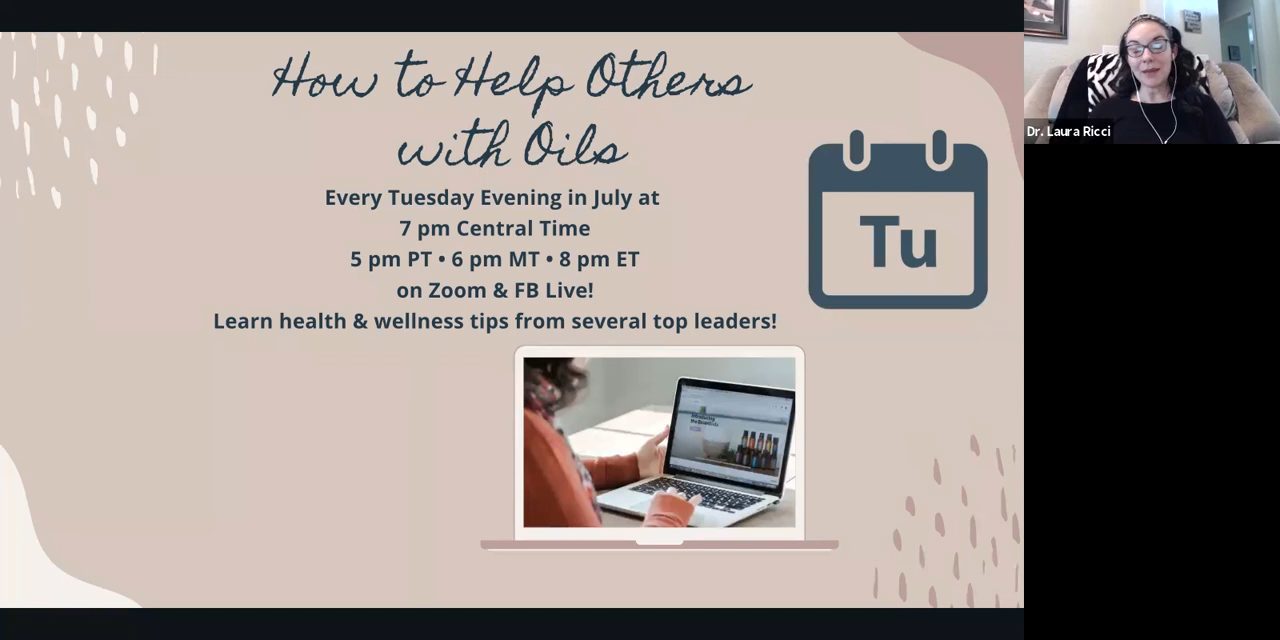 How to Help Others
with Oils
Every Tuesday Evening in July at
7 pm Central Time
5 pm PT • 6 pm MT • 8 pm ET
on Zoom & FB Live!
Learn health & wellness tips from several top leaders!
Tu
Dr. Laura Ricci